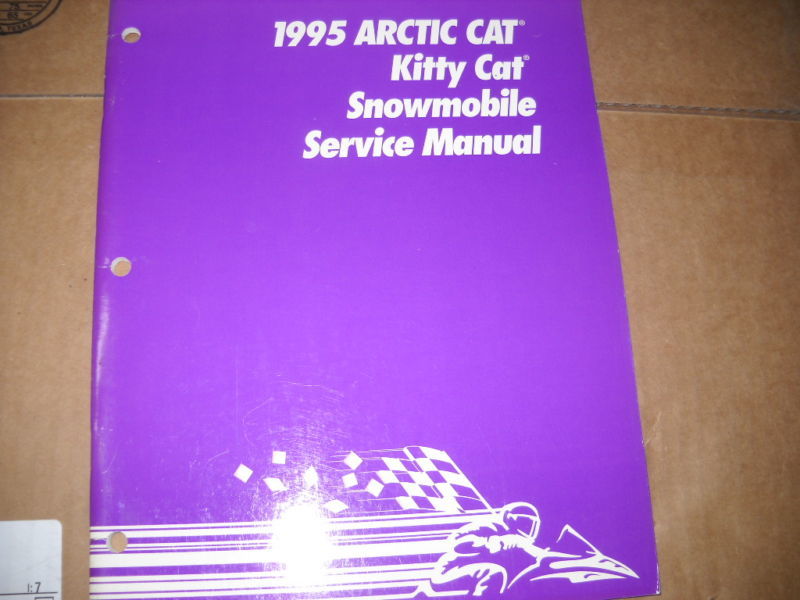 1995 ARCTIC CAT®
Kitty Cat®
Snowmobile
Service Manual